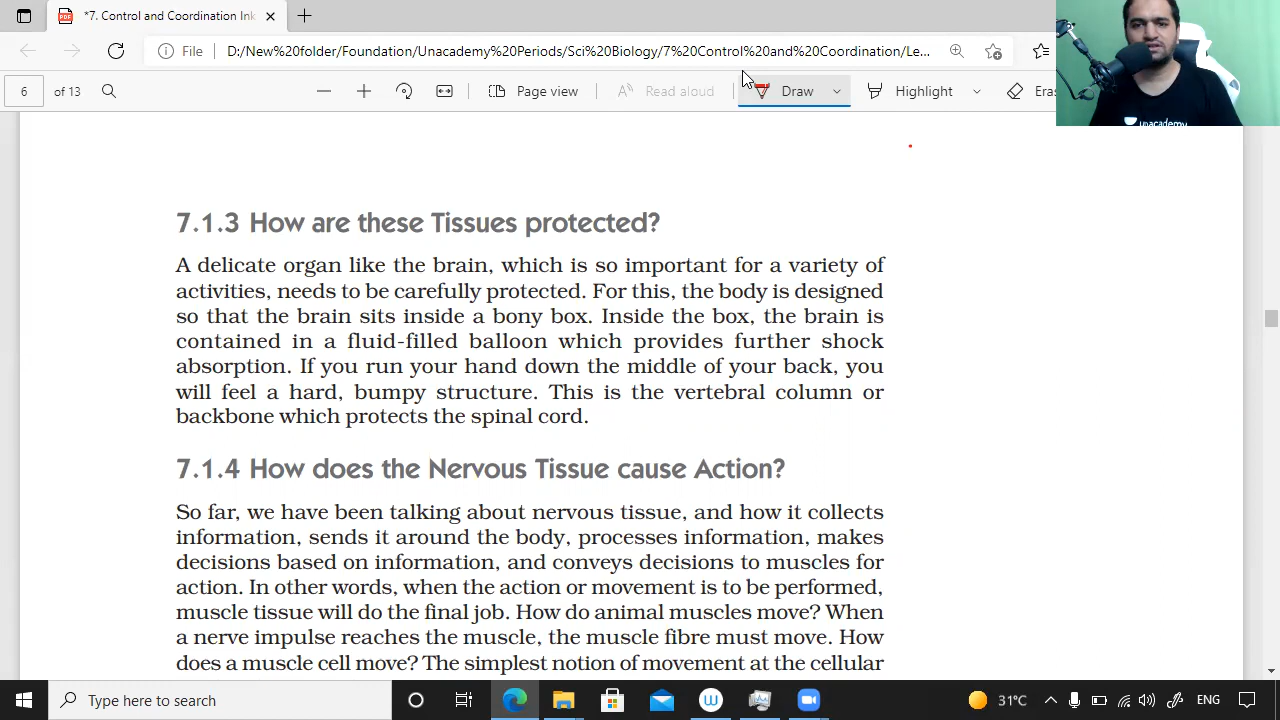 *7. Control and Coordination Ink
File
D:/New%20folder/Foundation/Unacademy%20Periods/Sci%20Biology/7%20Control%20and%20Coordination/Le...
6 of 13
Page view
Read aloud
Draw
Highlight
Eras
unacademy
7.1.3 How are these Tissues protected?
A delicate organ like the brain, which is so important for a variety of
activities, needs to be carefully protected. For this, the body is designed
so that the brain sits inside a bony box. Inside the box, the brain is
contained in a fluid-filled balloon which provides further shock
absorption. If you run your hand down the middle of your back, you
will feel a hard, bumpy structure. This is the vertebral column or
backbone which protects the spinal cord.
7.1.4 How does the Nervous Tissue cause Action?
So far, we have been talking about nervous tissue, and how it collects
information, sends it around the body, processes information, makes
decisions based on information, and conveys decisions to muscles for
action. In other words, when the action or movement is to be performed,
muscle tissue will do the final job. How do animal muscles move? When
a nerve impulse reaches the muscle, the muscle fibre must move. How
does a muscle cell move? The simplest notion of movement at the cellular
Type here to search
31°C
ENG